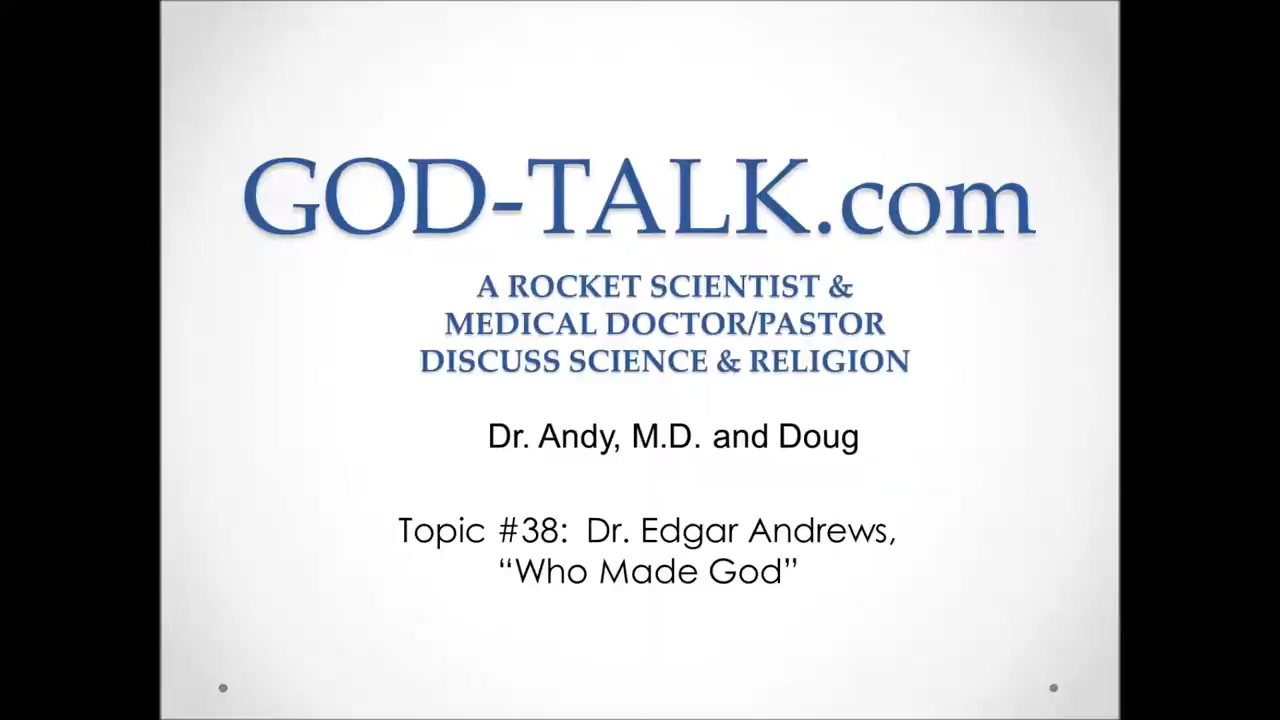 GOD-TALK.com
A ROCKET SCIENTIST &
MEDICAL DOCTOR/PASTOR
DISCUSS SCIENCE & RELIGION
Dr. Andy, M.D. and Doug
Topic #38:  Dr. Edgar Andrews,
“Who Made God”